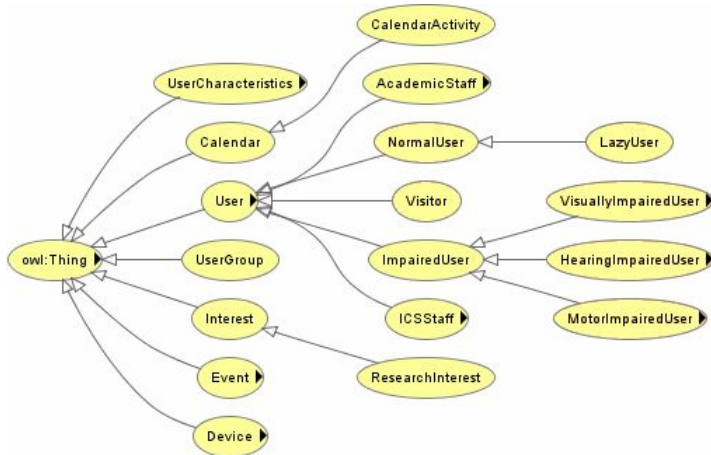 CalendarActivity
UserCharacteristics
AcademicStaff
Calendar
NormalUser
LazyUser
User
Visitor
VisuallyImpairedUser
owl:Thing
UserGroup
ImpairedUser
HearingImpairedUser
Interest
ICSStaff
MotorImpairedUser
Event
ResearchInterest
Device